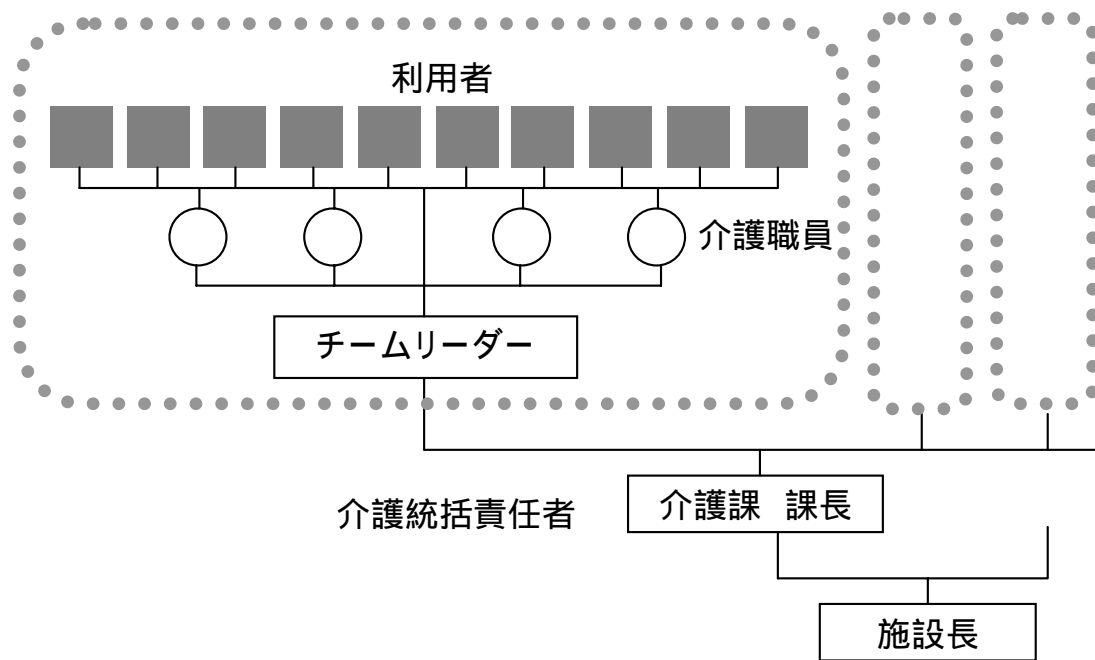 利用者
介護職員
チームリーダー
介護統括責任者
介護課 課長
施設長